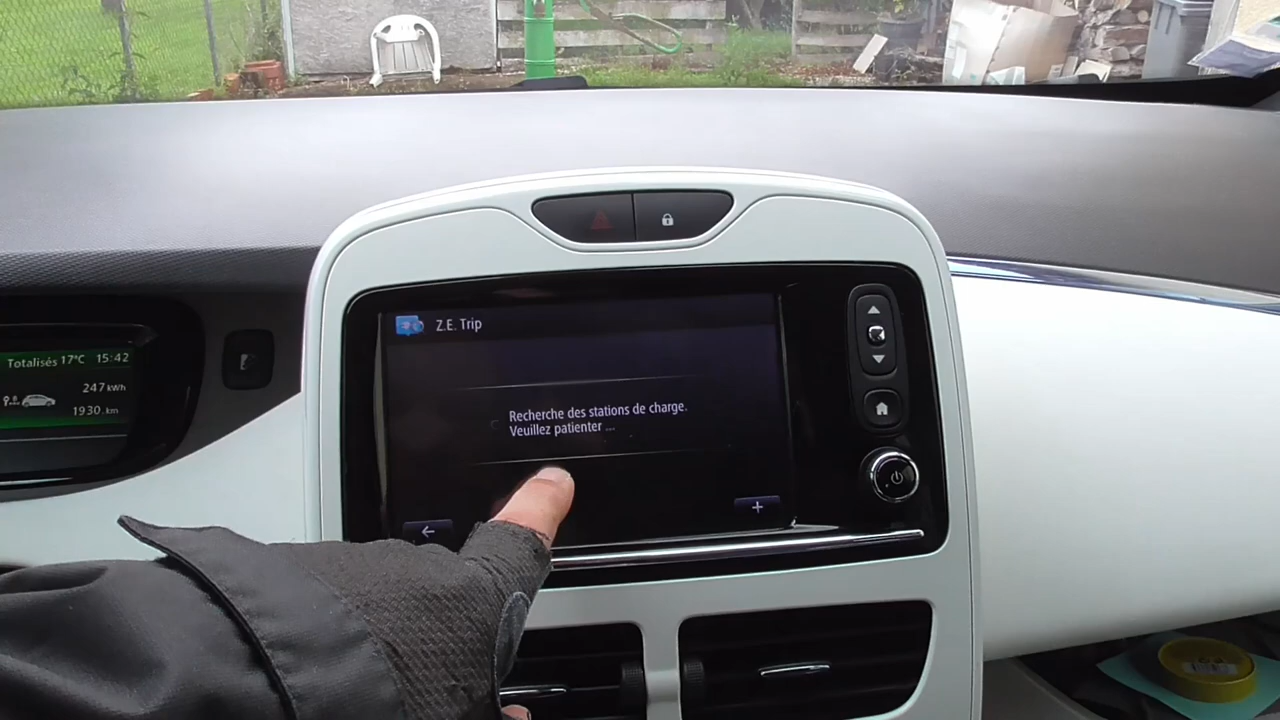 Z.E. Trip
Recherche des stations de charge.
Veuillez patienter ...
Totalisés 17°C 15:42
247 kWh
1930 km